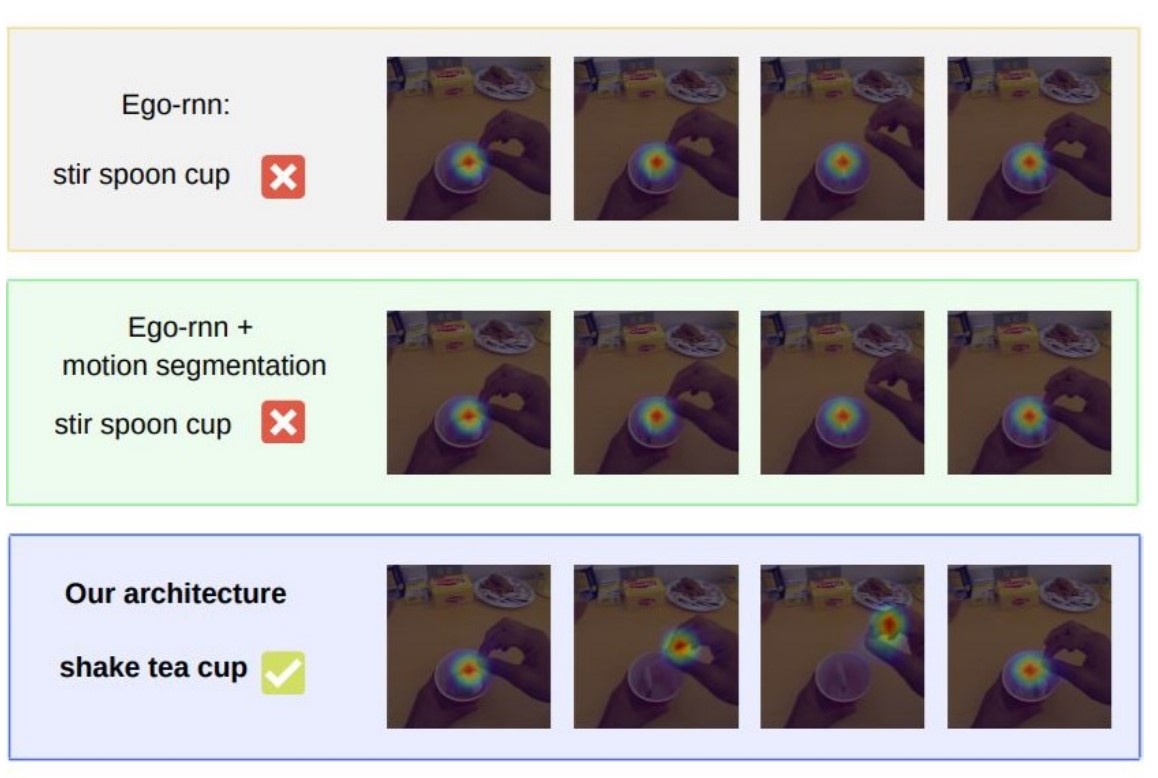 Ego-rnn:
stir spoon cup
Ego-rnn +
motion segmentation
stir spoon cup
Our architecture
shake tea cup